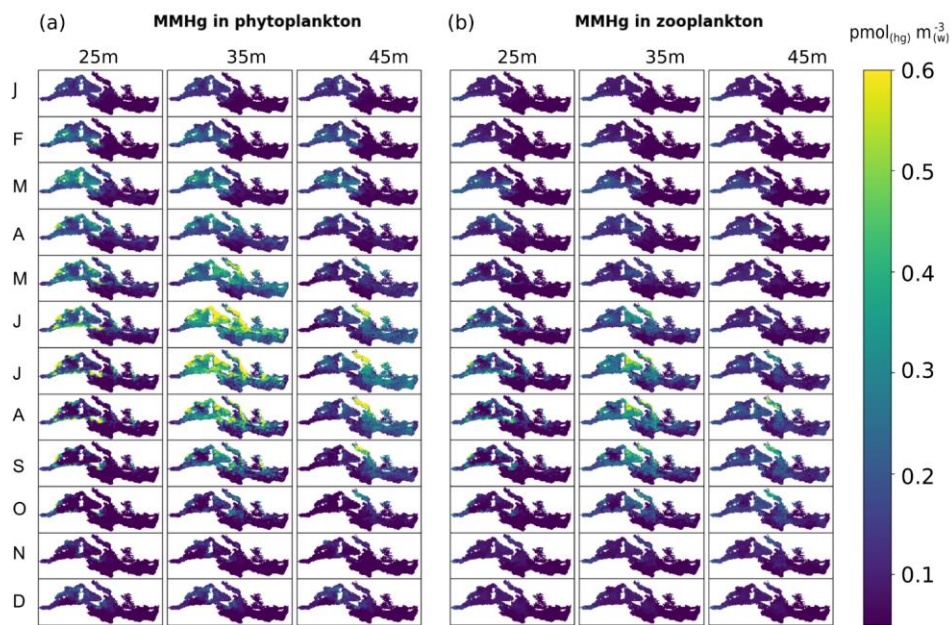 (a) MMHg in phytoplankton
(b) MMHg in zooplankton
pmol(hg) m-3(w)
25m 35m 45m
25m 35m 45m
J
F
M
A
M
J
J
A
S
O
N
D
0.6
0.5
0.4
0.3
0.2
0.1